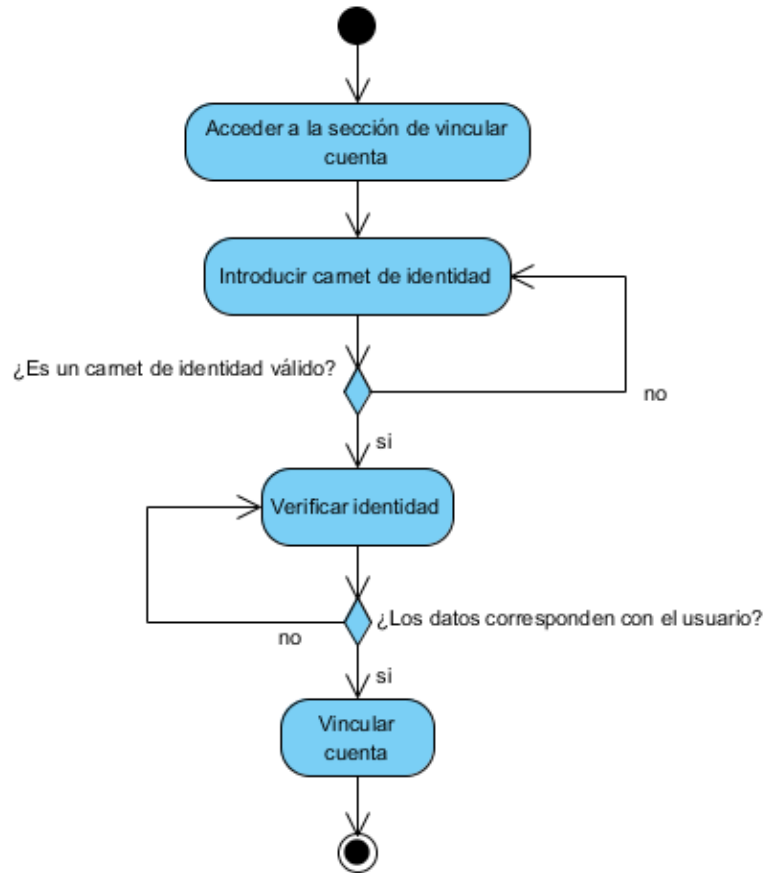 Acceder a la sección de vincular
cuenta
Introducir carnet de identidad
¿Es un carnet de identidad válido?
no
si
Verificar identidad
¿Los datos corresponden con el usuario?
no
si
Vincular
cuenta